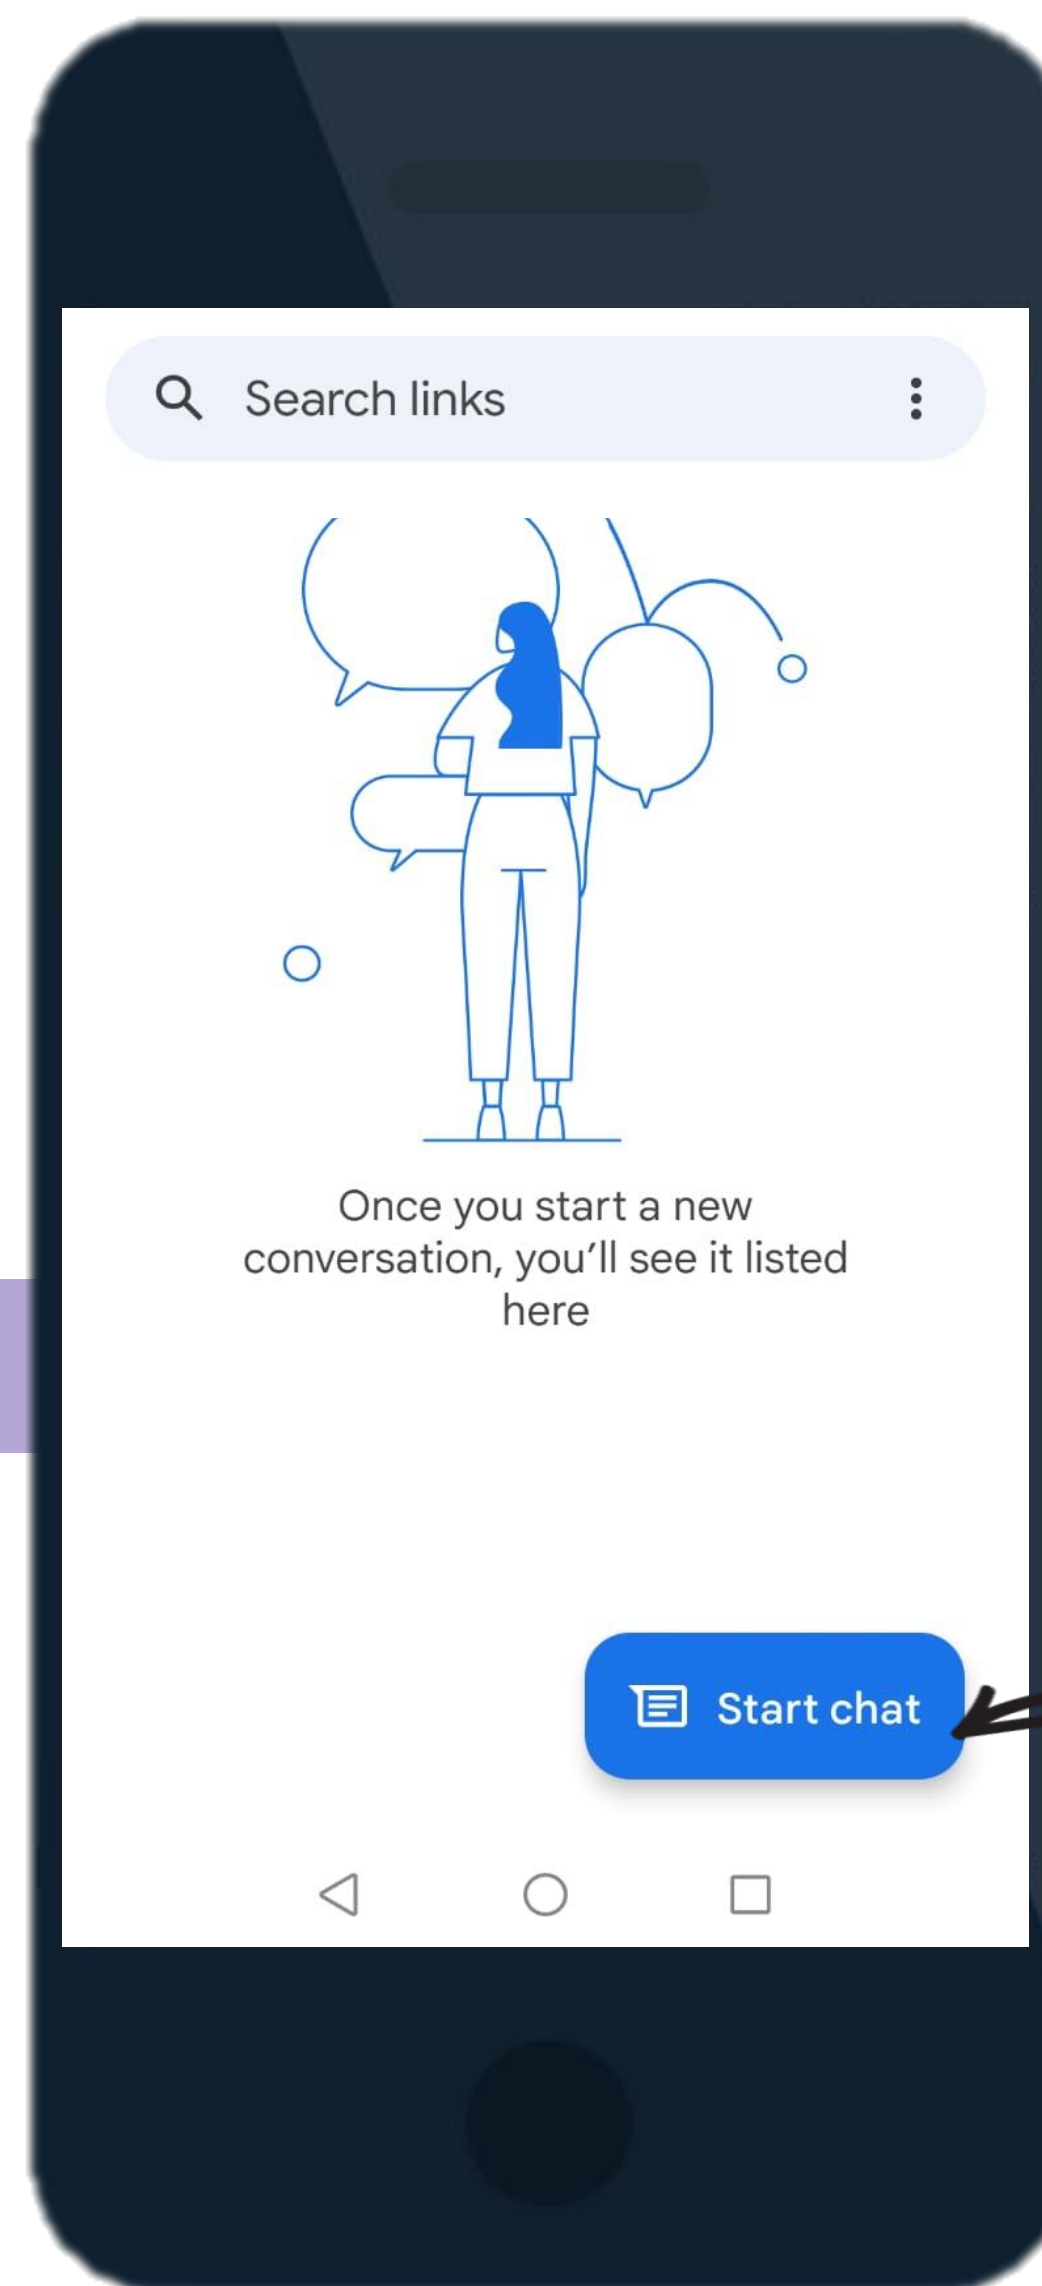 Search links
Once you start a new
conversation, you’ll see it listed
here
Start chat